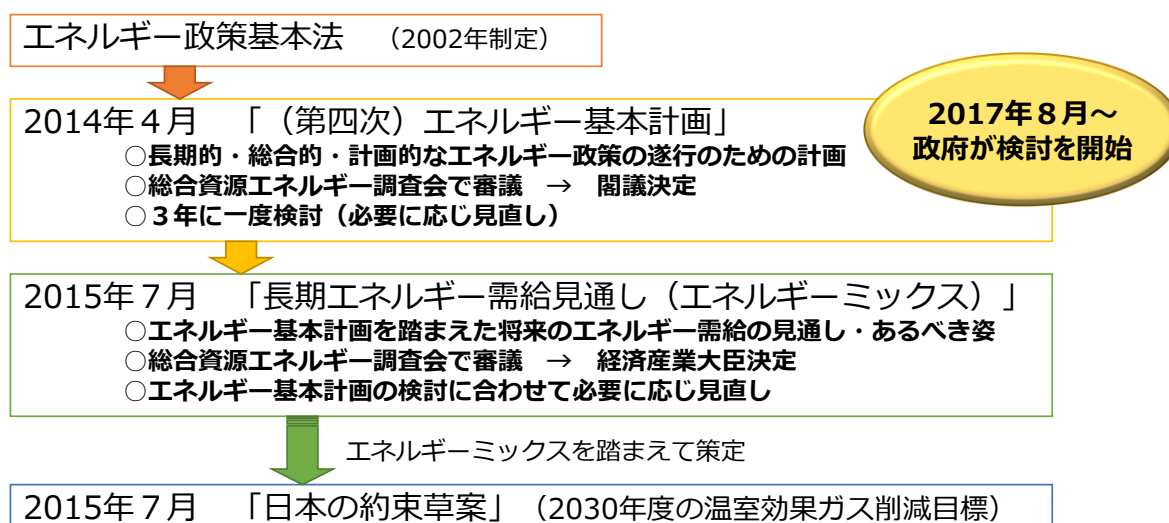 エネルギー政策基本法 （2002年制定）
2014年４月 「（第四次）エネルギー基本計画」
○長期的・総合的・計画的なエネルギー政策の遂行のための計画
○総合資源エネルギー調査会で審議 → 閣議決定
○３年に一度検討（必要に応じ見直し）
2017年８月～
政府が検討を開始
2015年７月 「長期エネルギー需給見通し（エネルギーミックス）」
○エネルギー基本計画を踏まえた将来のエネルギー需給の見通し・あるべき姿
○総合資源エネルギー調査会で審議 → 経済産業大臣決定
○エネルギー基本計画の検討に合わせて必要に応じ見直し
エネルギーミックスを踏まえて策定
2015年７月 「日本の約束草案」（2030年度の温室効果ガス削減目標）